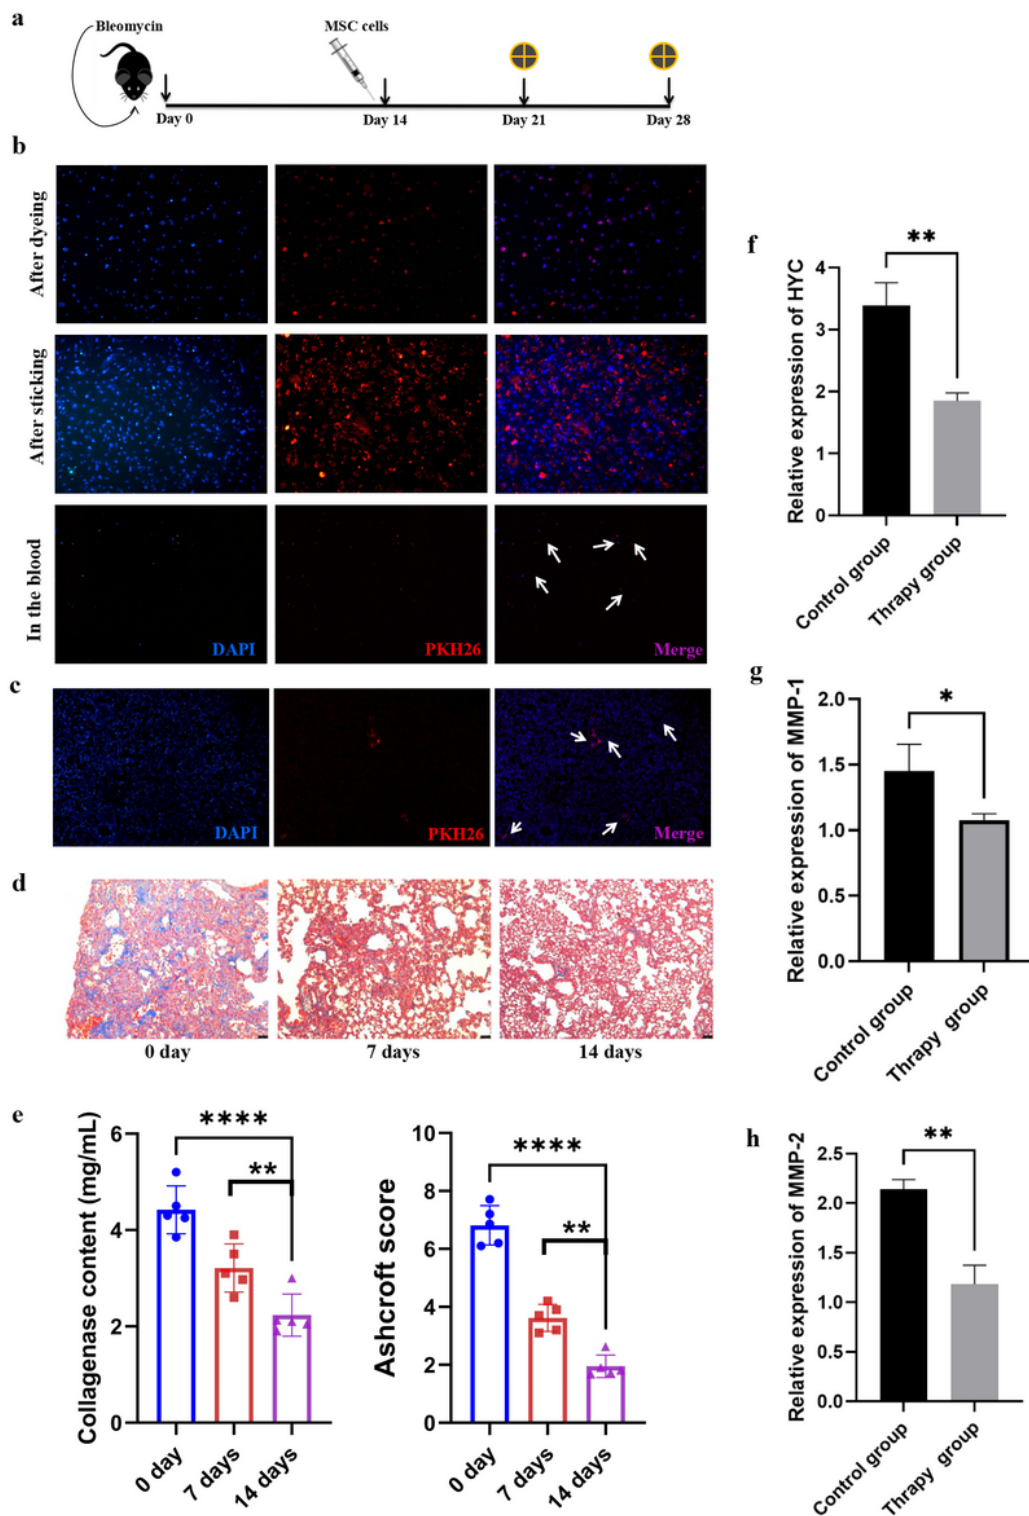 a
Bleomycin
MSC cells
Day 0
Day 14
Day 21
Day 28
b
After dyeing
After sticking
In the blood
DAPI
PKH26
Merge
c
DAPI
PKH26
Merge
d
0 day
7 days
14 days
e
Collagenase content (mg/mL)
6
4
2
0
****
**
0 day
7 days
14 days
Ashcroft score
10
8
6
4
2
0
****
**
0 day
7 days
14 days
f
Relative expression of HYC
4
3
2
1
0
**
Control group
Thrapy group
g
Relative expression of MMP-1
2.0
1.5
1.0
0.5
0.0
*
Control group
Thrapy group
h
Relative expression of MMP-2
2.5
2.0
1.5
1.0
0.5
0.0
**
Control group
Thrapy group